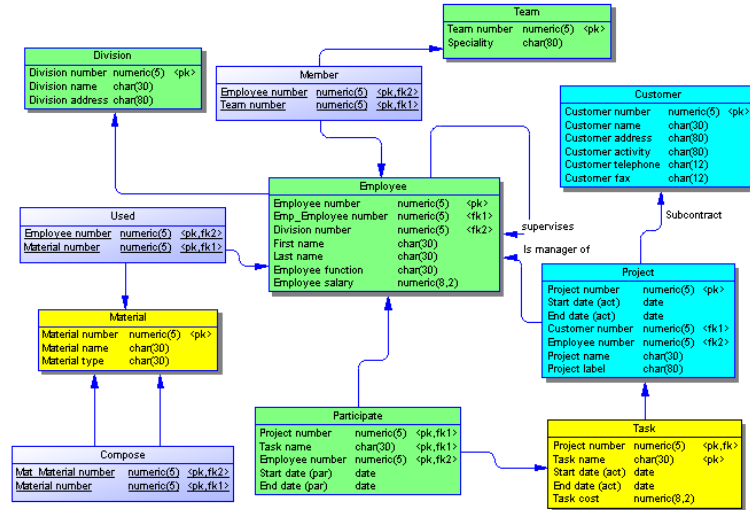 Team
Team number numeric(5) <pk>
Speciality char(80)
Division
Division number numeric(5) <pk>
Division name char(30)
Division address char(80)
Member
Employee number numeric(5) <pk,fk2>
Team number numeric(5) <pk,fk1>
Customer
Customer number numeric(5) <pk>
Customer name char(30)
Customer address char(80)
Customer activity char(80)
Customer telephone char(12)
Customer fax char(12)
Employee
Employee number numeric(5) <pk>
Emp_Employee number numeric(5) <fk1>
Division number numeric(5) <fk2>
First name char(30)
Last name char(30)
Employee function char(30)
Employee salary numeric(8,2)
supervises
Is manager of
Subcontract
Used
Employee number numeric(5) <pk,fk2>
Material number numeric(5) <pk,fk1>
Project
Project number numeric(5) <pk>
Start date (act) date
End date (act) date
Customer number numeric(5) <fk1>
Employee number numeric(5) <fk2>
Project name char(30)
Project label char(80)
Material
Material number numeric(5) <pk>
Material name char(30)
Material type char(30)
Participate
Project number numeric(5) <pk,fk1>
Task name char(30) <pk,fk1>
Employee number numeric(5) <pk,fk2>
Start date (par) date
End date (par) date
Task
Project number numeric(5) <pk,fk>
Task name char(30) <pk>
Start date (act) date
End date (act) date
Task cost numeric(8,2)
Compose
Mat_Material number numeric(5) <pk,fk2>
Material number numeric(5) <pk,fk1>